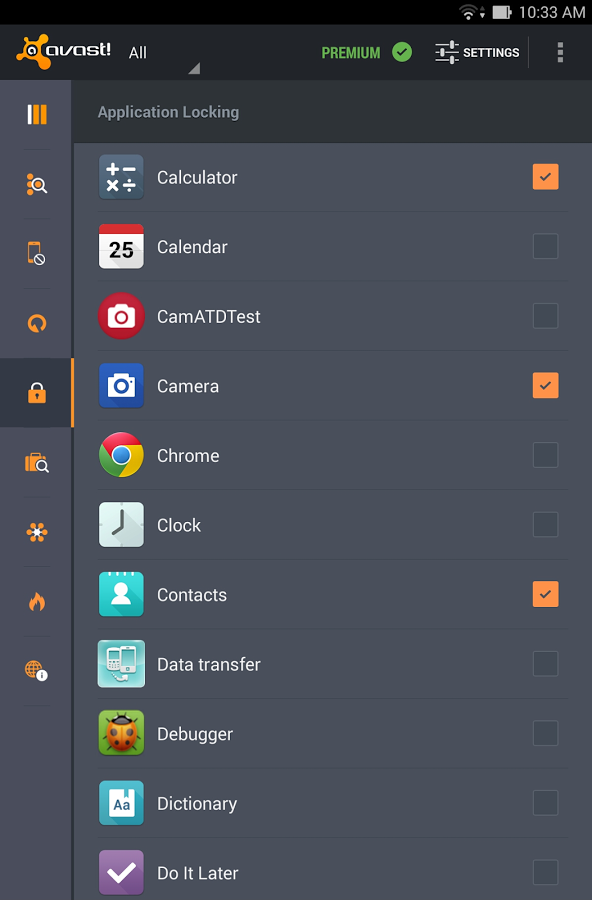 10:33 AM
avast!
All
PREMIUM
SETTINGS
Application Locking
Calculator
25
Calendar
CamATDTest
Camera
Chrome
Clock
Contacts
Data transfer
Debugger
Aa
Dictionary
Do It Later